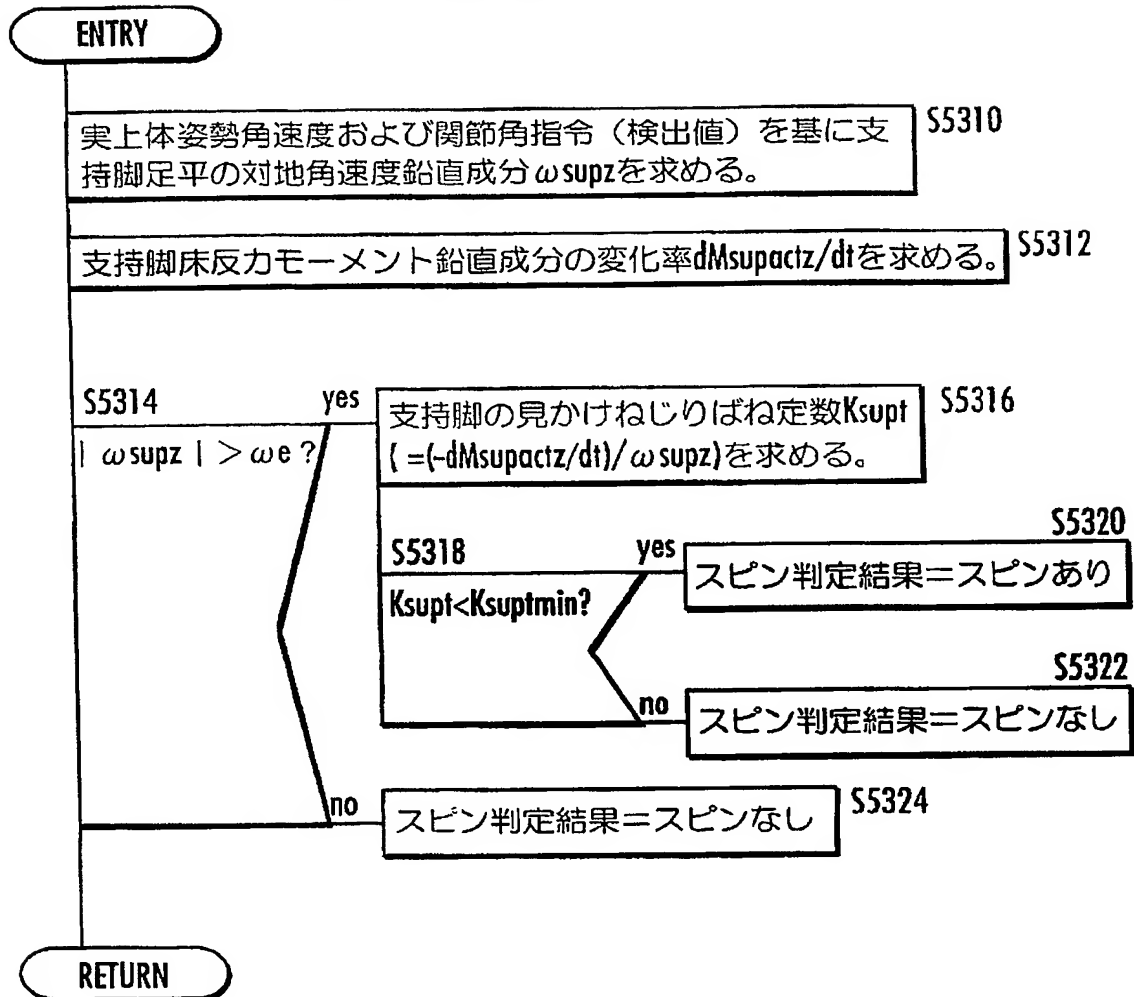 ENTRY
実上体姿勢角速度および関節角指令（検出値）を基に支
持脚足平の対地角速度鉛直成分ωsupzを求める。
S5310
支持脚床反力モーメント鉛直成分の変化率dMsupactz/dtを求める。
S5312
S5314
yes
| ωsupz | ＞ωe ?
支持脚の見かけねじりばね定数Ksupt
( =(-dMsupactz/dt)/ωsupz)を求める。
S5316
S5318
yes
Ksupt<Ksuptmin?
S5320
スピン判定結果＝スピンあり
S5322
no
スピン判定結果＝スピンなし
no
スピン判定結果＝スピンなし
S5324
RETURN